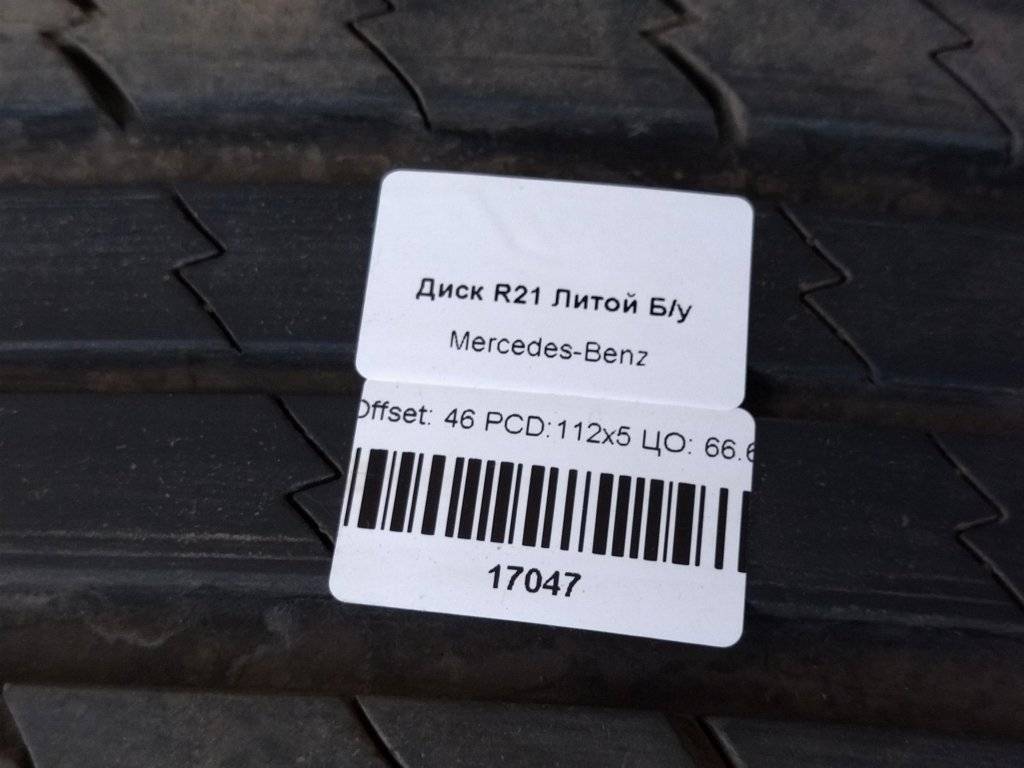 Диск R21 Литой Б/у
Mercedes-Benz
Offset: 46 PCD:112x5 ЦО: 66.6
17047